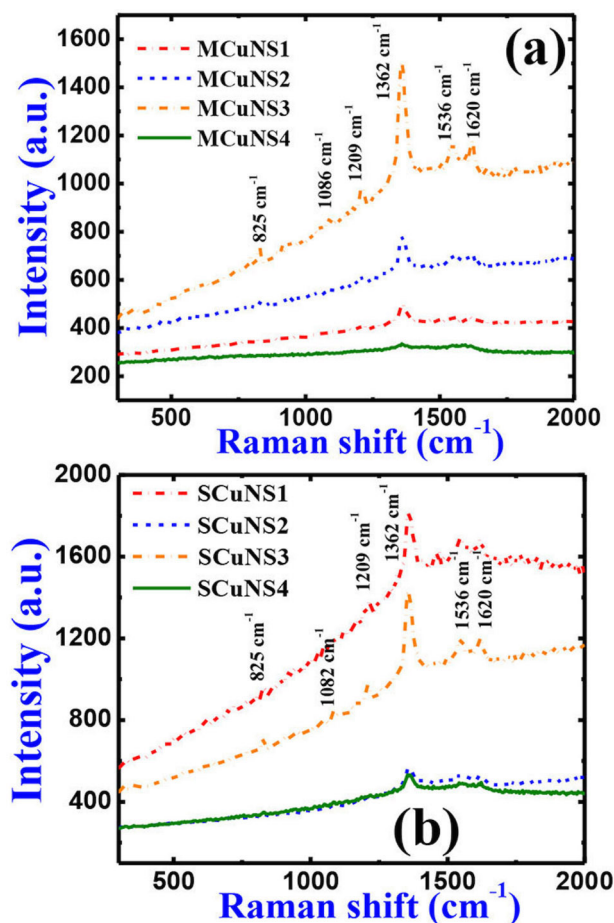 (a)
MCuNS1
MCuNS2
MCuNS3
MCuNS4
825 cm⁻¹
1086 cm⁻¹
1209 cm⁻¹
1362 cm⁻¹
1536 cm⁻¹
1620 cm⁻¹
Intensity (a.u.)
1600
1400
1200
1000
800
600
400
200
500 1000 1500 2000
Raman shift (cm⁻¹)
SCuNS1
SCuNS2
SCuNS3
SCuNS4
825 cm⁻¹
1082 cm⁻¹
1209 cm⁻¹
1362 cm⁻¹
1536 cm⁻¹
1620 cm⁻¹
Intensity (a.u.)
2000
1600
1200
800
400
(b)
500 1000 1500 2000
Raman shift (cm⁻¹)